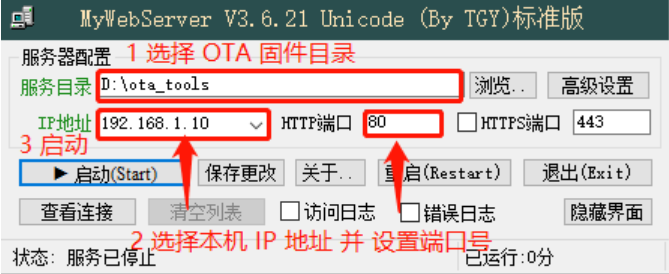 MyWebServer V3.6.21 Unicode (By TGY)标准版
服务器配置 1 选择 OTA 固件目录
服务目录 D:\ota_tools 浏览.. 高级设置
IP地址 192.168.1.10 HTTP端口 80 HTTPS端口 443
3 启动
启动(Start) 保存更改 关于.. 重启(Restart) 退出(Exit)
查看连接 清空列表 访问日志 错误日志 隐藏界面
2 选择本机 IP 地址 并 设置端口号
状态: 服务已停止 已运行:0分